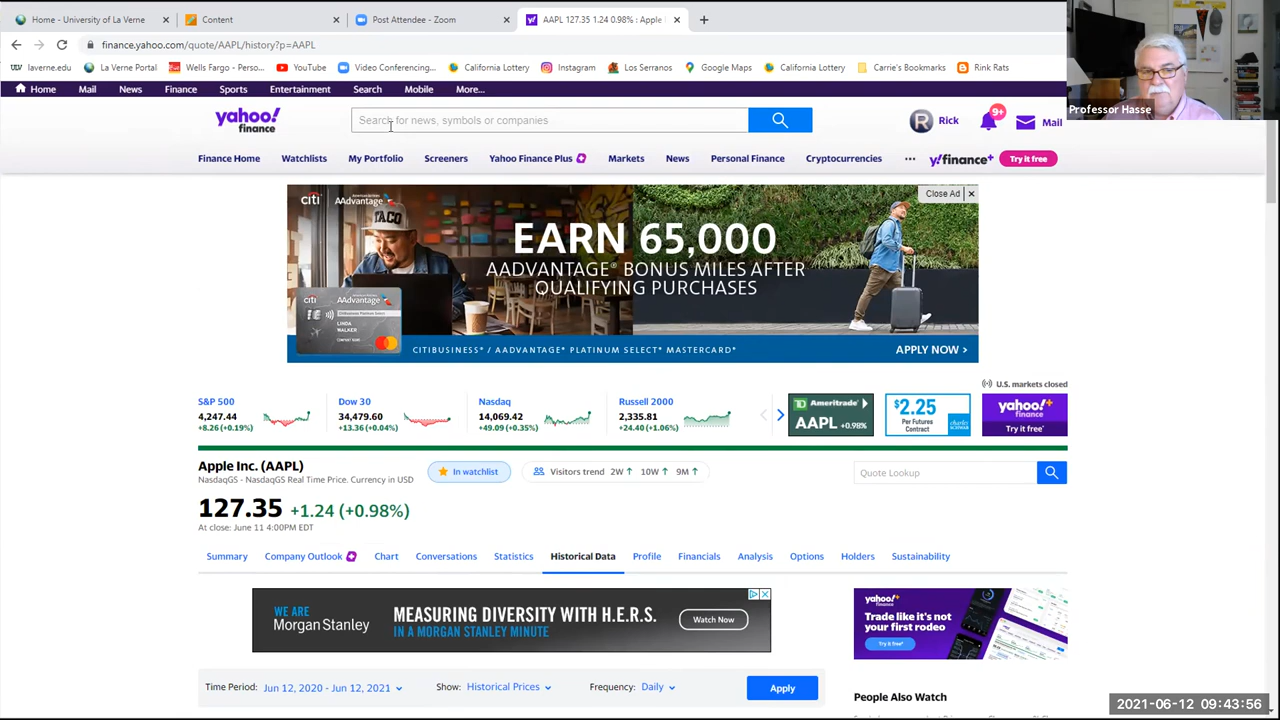 Home - University of La Verne
Content
Post Attendee - Zoom
AAPL 127.35 1.24 0.98% : Apple
finance.yahoo.com/quote/AAPL/history?p=AAPL
laverne.edu
La Verne Portal
Wells Fargo - Perso...
YouTube
Video Conferencing,...
California Lottery
Instagram
Los Serranos
Google Maps
California Lottery
Carrie's Bookmarks
Rink Rats
Professor Hasse
Home
Mail
News
Finance
Sports
Entertainment
Search
Mobile
More...
yahoo!
finance
Search for news, symbols or companies
Rick
9+
Mail
Finance Home
Watchlists
My Portfolio
Screeners
Yahoo Finance Plus
Markets
News
Personal Finance
Cryptocurrencies
...
y!finance+
Try it free
Close Ad
citi
AAdvantage
TACO
EARN 65,000
AADVANTAGE® BONUS MILES AFTER
QUALIFYING PURCHASES
citi
AAdvantage
LINDA
WALKER
CITIBUSINESS® / AADVANTAGE® PLATINUM SELECT® MASTERCARD®
APPLY NOW >
U.S. markets closed
S&P 500
4,247.44
+8.26 (+0.19%)
Dow 30
34,479.60
+13.36 (+0.04%)
Nasdaq
14,069.42
+49.09 (+0.35%)
Russell 2000
2,335.81
+24.40 (+1.06%)
TD Ameritrade
AAPL +0.98%
$2.25
Per Futures
Contract
charles
SCHWAB
yahoo!+
finance
Try it free*
Apple Inc. (AAPL)
NasdaqGS - NasdaqGS Real Time Price. Currency in USD
In watchlist
Visitors trend 2W↑ 10W↑ 9M↑
Quote Lookup
127.35 +1.24 (+0.98%)
At close: June 11 4:00PM EDT
Summary
Company Outlook
Chart
Conversations
Statistics
Historical Data
Profile
Financials
Analysis
Options
Holders
Sustainability
WE ARE
Morgan Stanley
MEASURING DIVERSITY WITH H.E.R.S.
IN A MORGAN STANLEY MINUTE
Watch Now
yahoo!+
finance
Trade like it's not
your first rodeo
Try it free*
Time Period: Jun 12, 2020 - Jun 12, 2021
Show: Historical Prices
Frequency: Daily
Apply
People Also Watch
2021-06-12 09:43:56